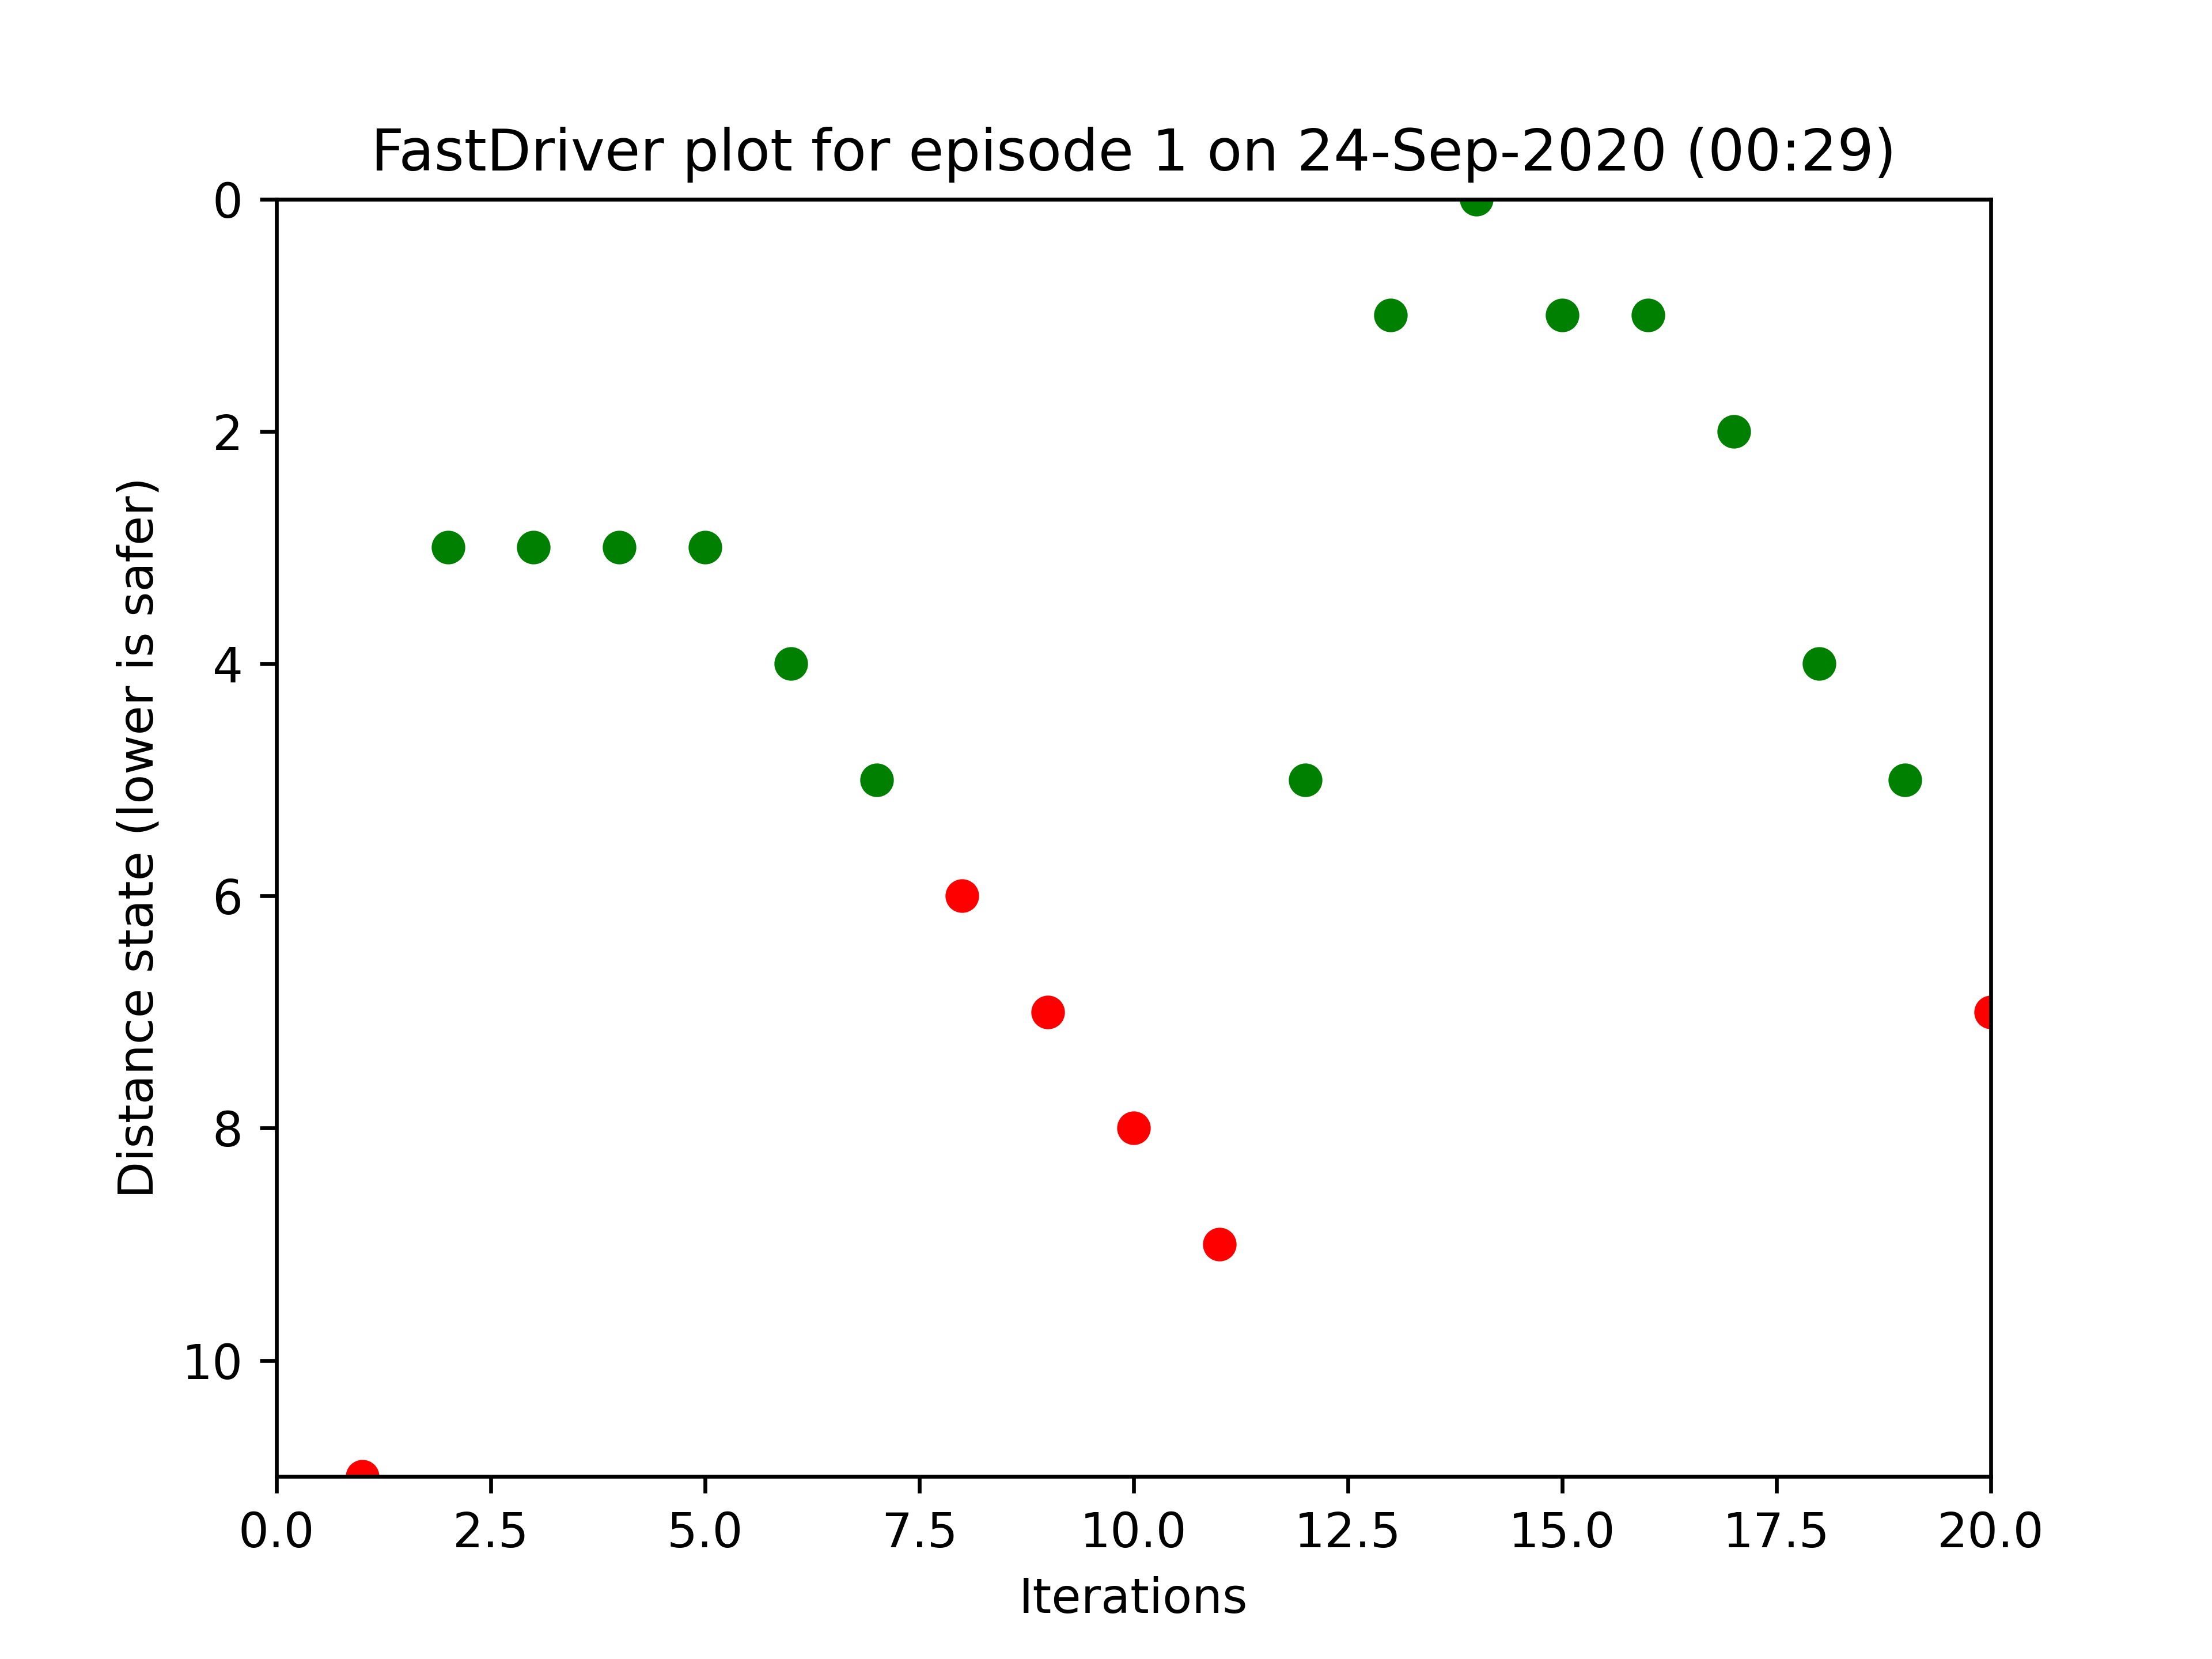 FastDriver plot for episode 1 on 24-Sep-2020 (00:29)
0
2
4
6
8
10
Distance state (lower is safer)
0.0 2.5 5.0 7.5 10.0 12.5 15.0 17.5 20.0
Iterations